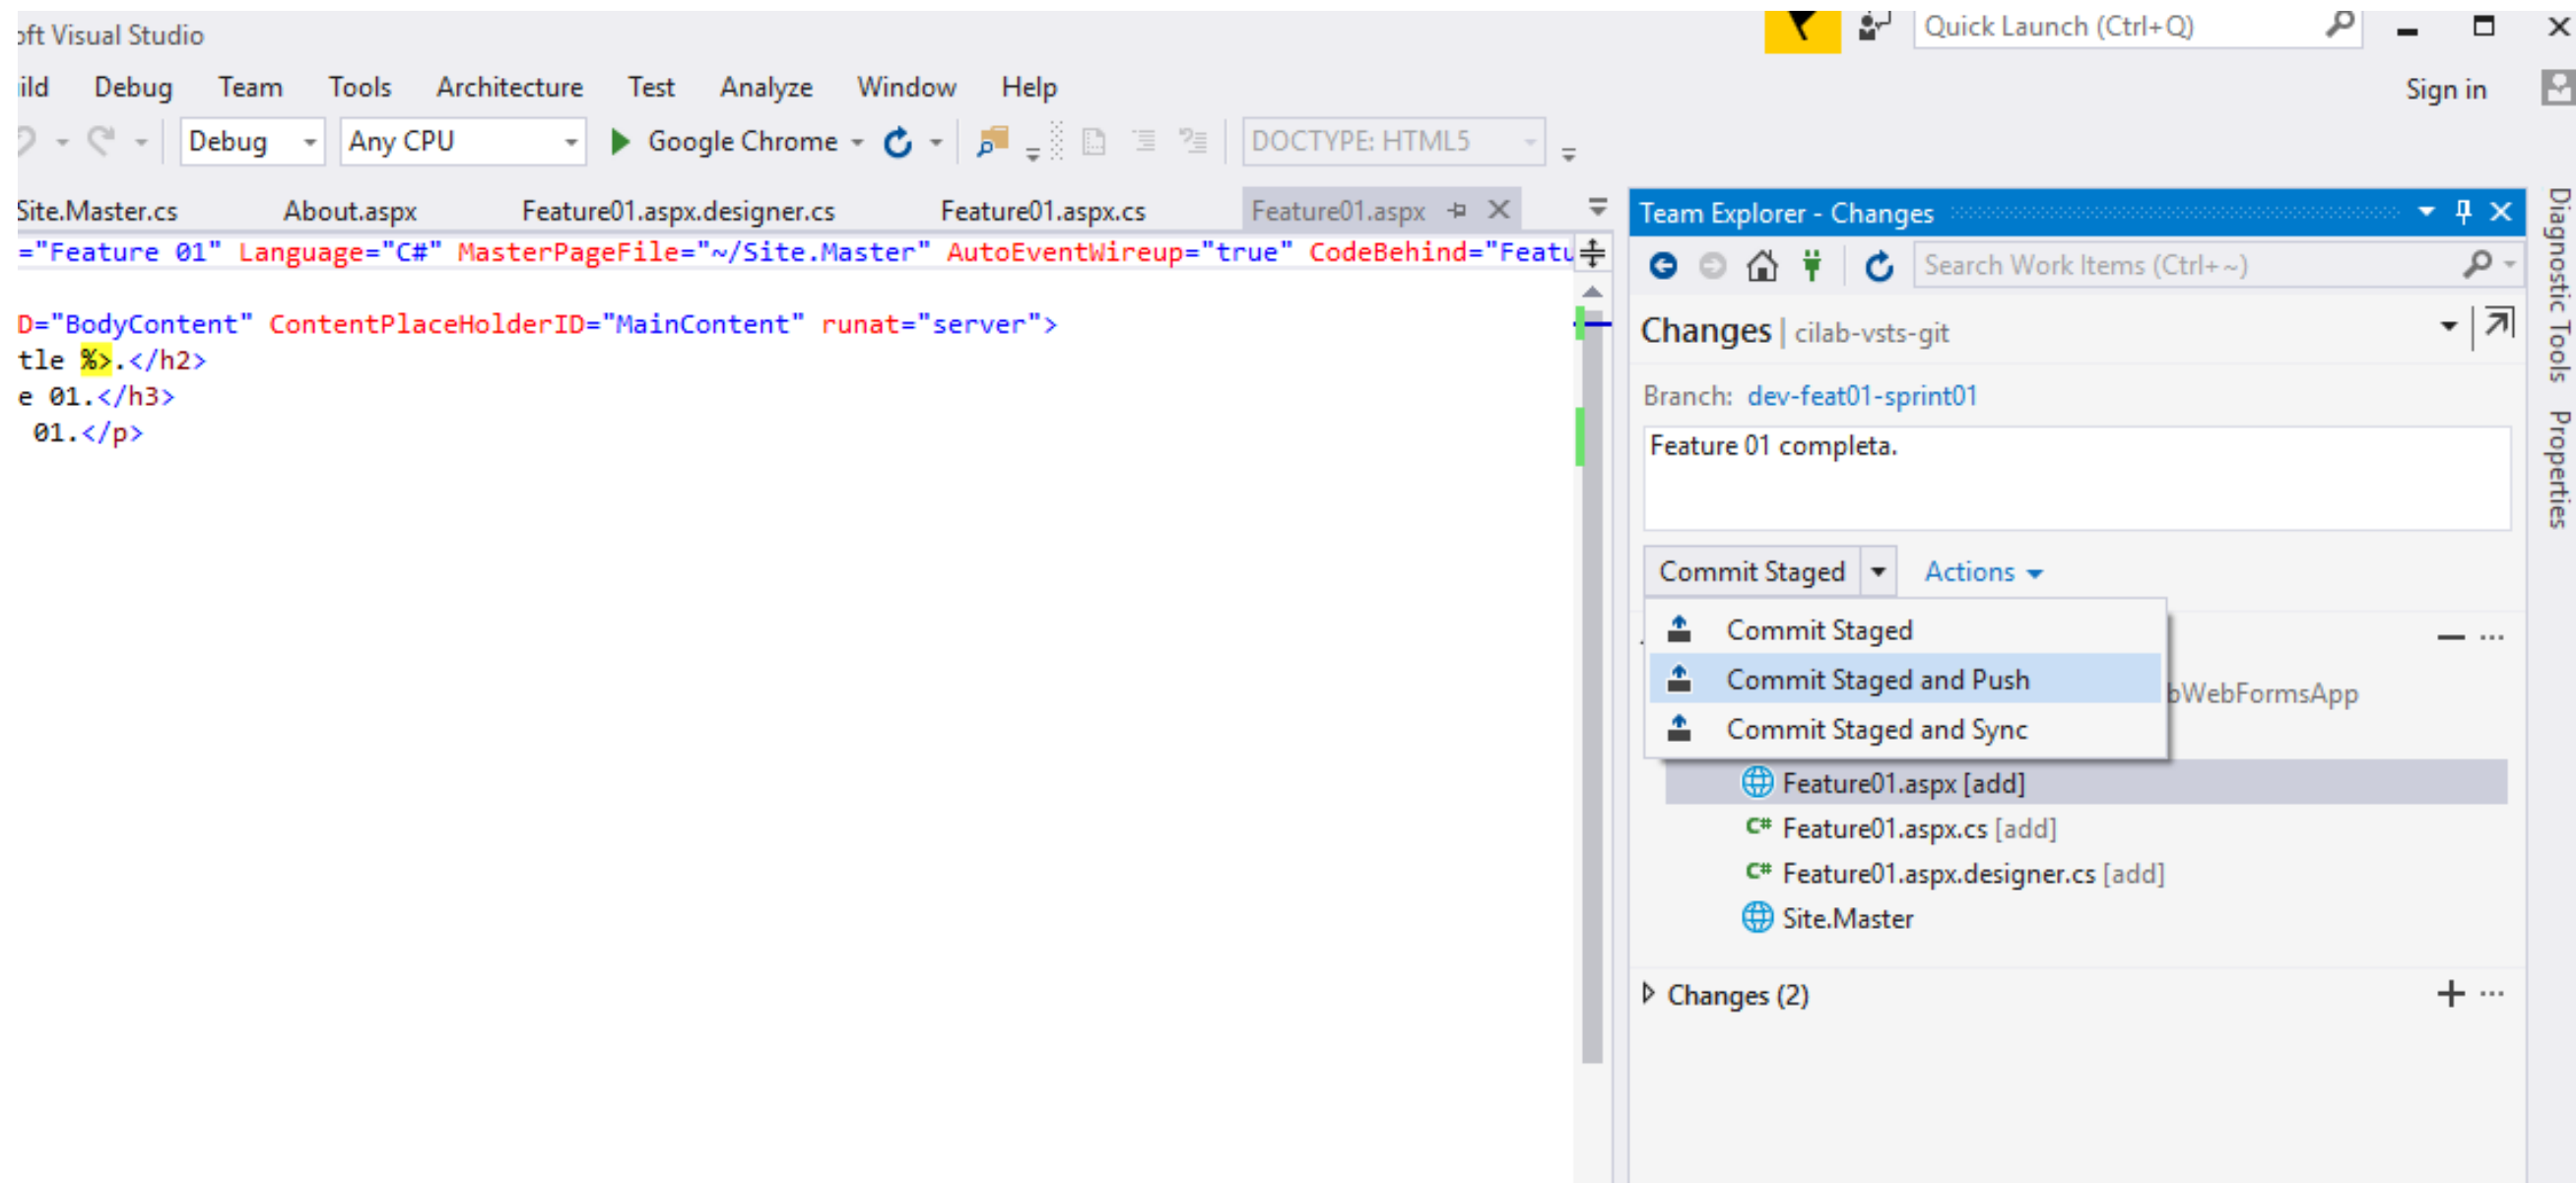 oft Visual Studio
Quick Launch (Ctrl+Q)
ild Debug Team Tools Architecture Test Analyze Window Help
Sign in
Debug Any CPU Google Chrome DOCTYPE: HTML5
Site.Master.cs About.aspx Feature01.aspx.designer.cs Feature01.aspx.cs Feature01.aspx
="Feature 01" Language="C#" MasterPageFile="~/Site.Master" AutoEventWireup="true" CodeBehind="Featu
D="BodyContent" ContentPlaceHolderID="MainContent" runat="server">
tle %>.</h2>
e 01.</h3>
01.</p>
Team Explorer - Changes
Search Work Items (Ctrl+~)
Changes | cilab-vsts-git
Branch: dev-feat01-sprint01
Feature 01 completa.
Commit Staged Actions
Commit Staged
Commit Staged and Push
Commit Staged and Sync
bWebFormsApp
Feature01.aspx [add]
C# Feature01.aspx.cs [add]
C# Feature01.aspx.designer.cs [add]
Site.Master
Changes (2)
Diagnostic Tools
Properties